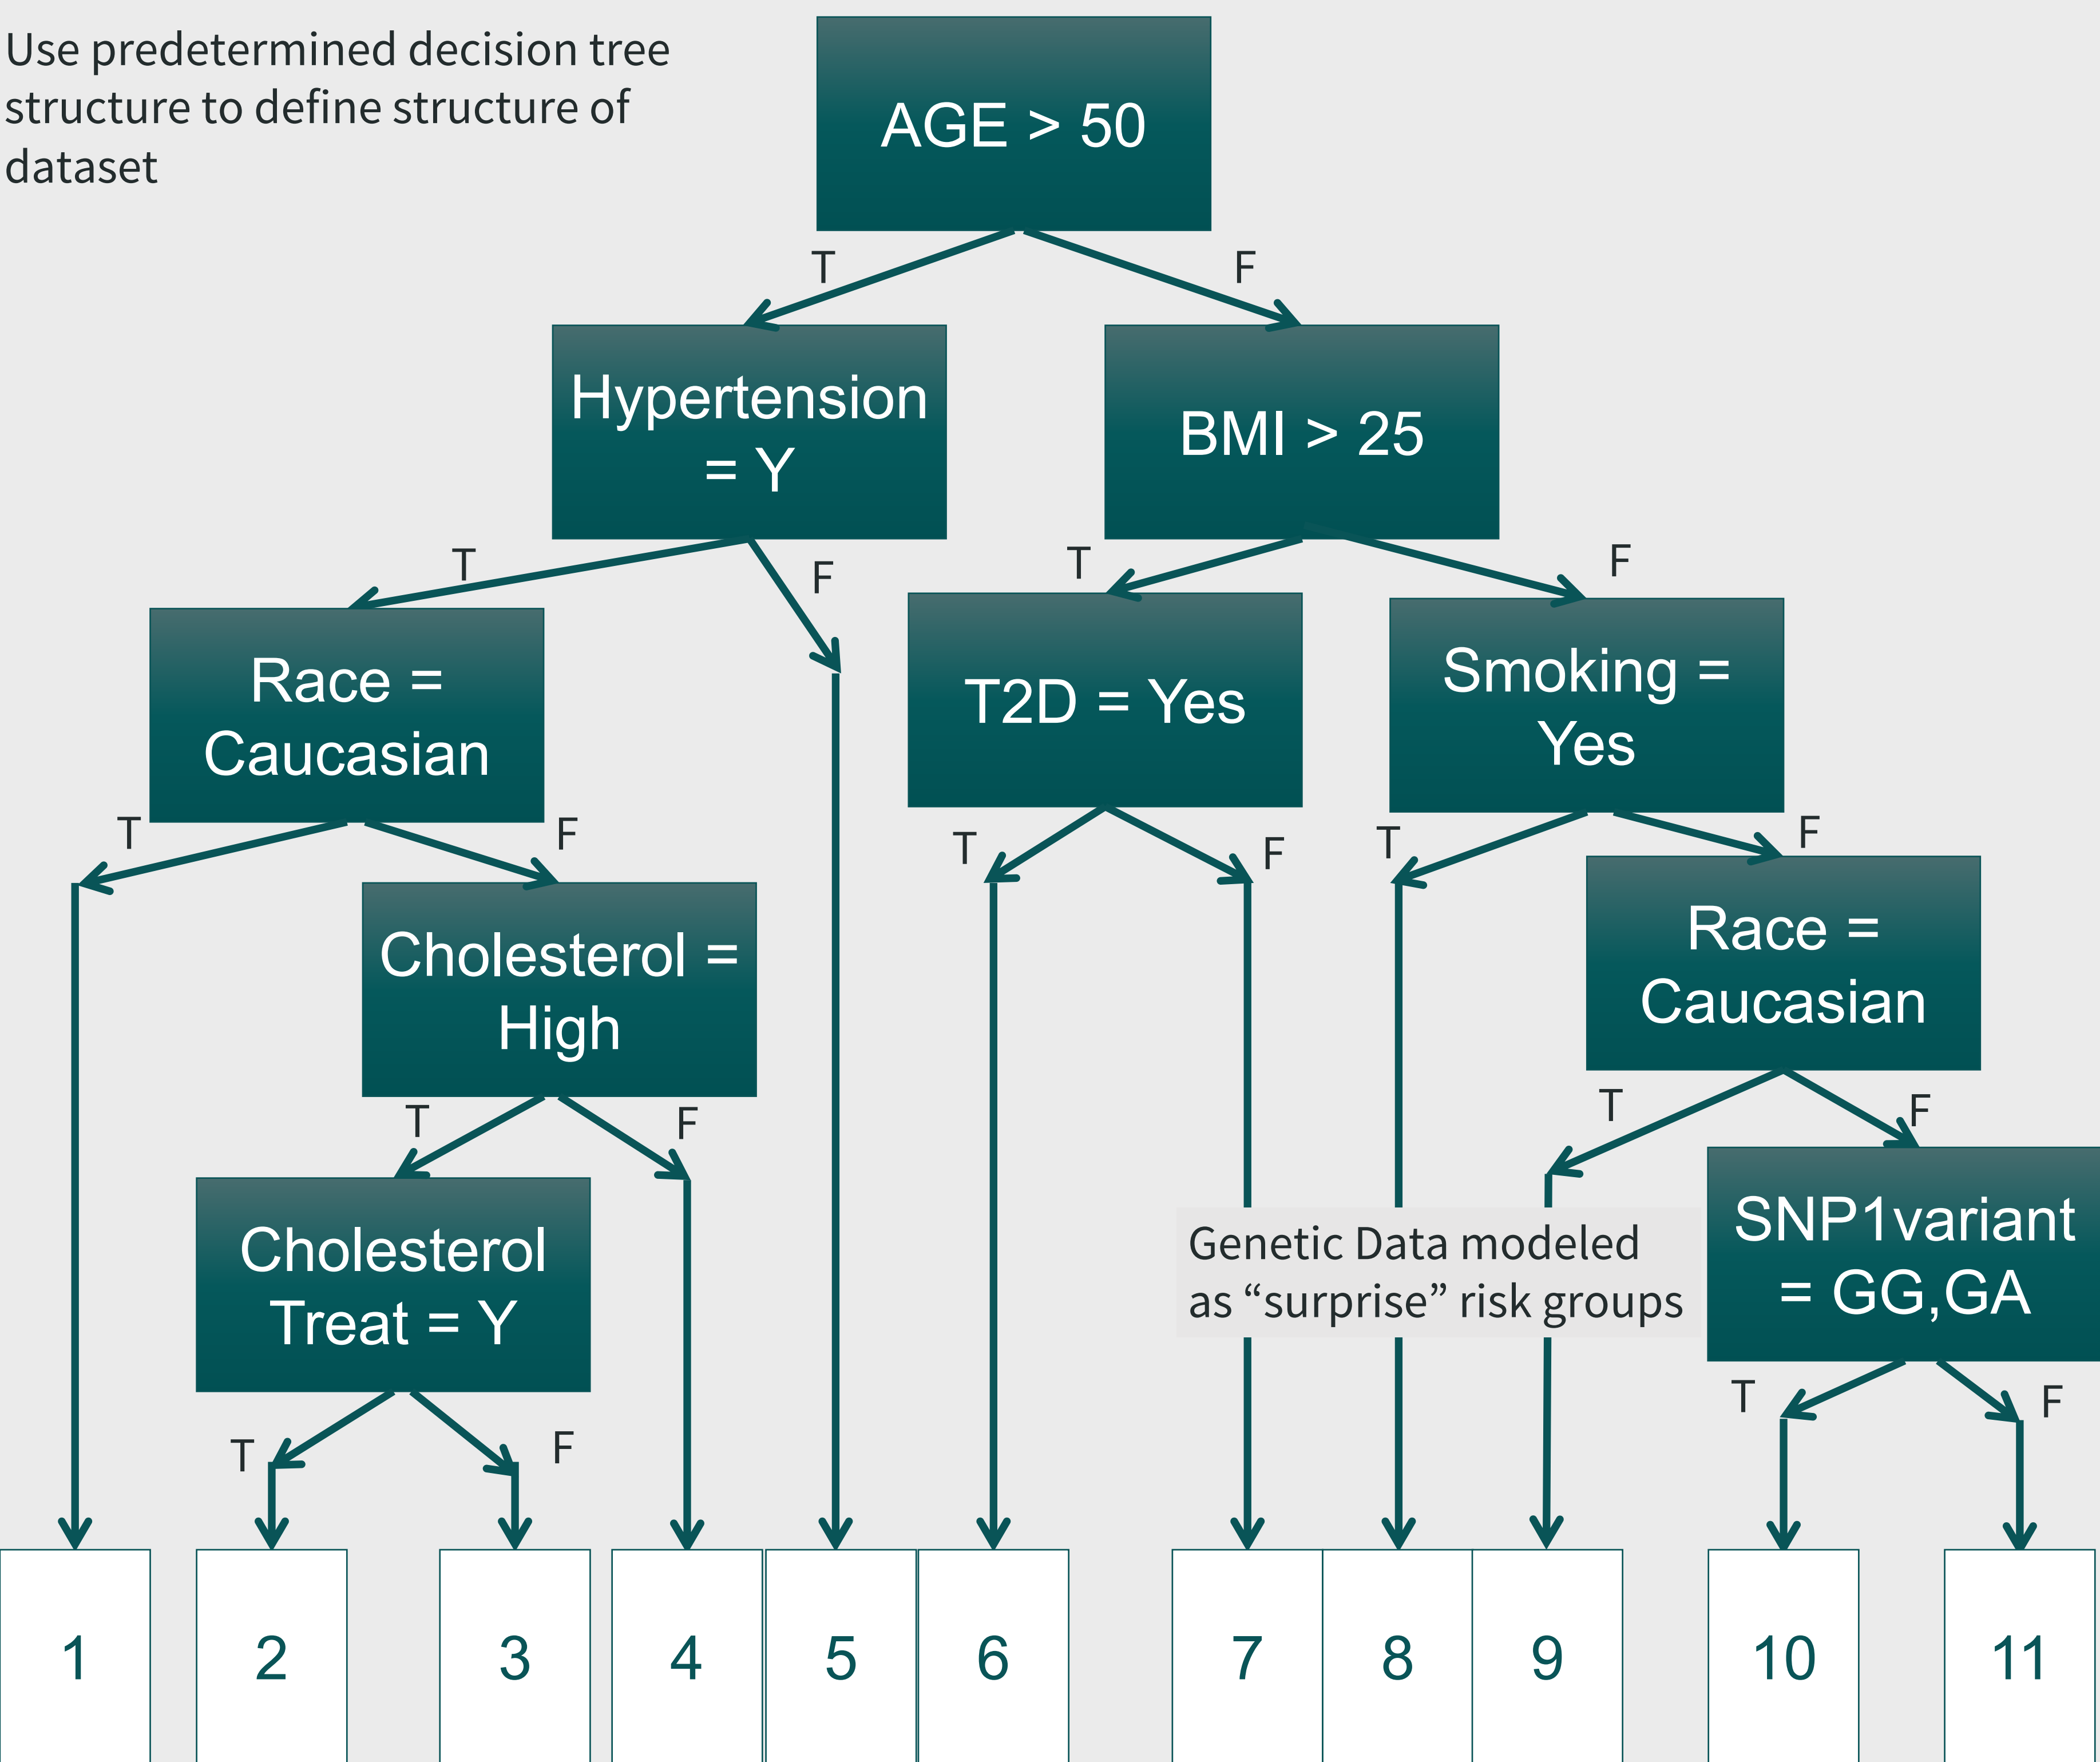 Use predetermined decision tree
structure to define structure of
dataset
AGE > 50
T
F
Hypertension
= Y
BMI > 25
T
F
T
F
Race =
Caucasian
T2D = Yes
Smoking =
Yes
T
F
T
F
T
F
Cholesterol =
High
Race =
Caucasian
T
F
T
F
Cholesterol
Treat = Y
Genetic Data modeled
as “surprise” risk groups
SNP1variant
= GG,GA
T
F
T
F
1
2
3
4
5
6
7
8
9
10
11